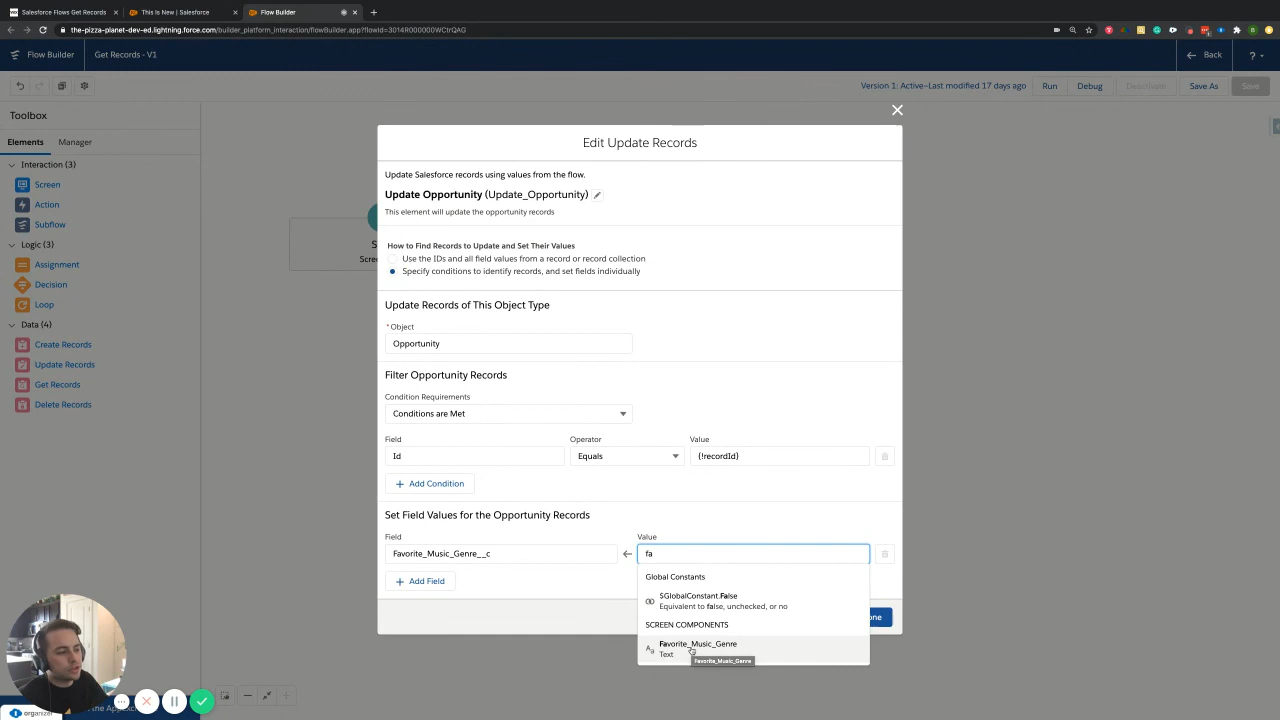 Salesforce Flows Get Records
This Is New | Salesforce
Flow Builder
the-pizza-planet-dev-ed.lightning.force.com/builder_platform_interaction/flowBuilder.app?flowId=3014R000000WCtrQAG
Flow Builder
Get Records - V1
Back
?
Version 1: Active—Last modified 17 days ago
Run
Debug
Deactivate
Save As
Save
Toolbox
Elements
Manager
Interaction (3)
Screen
Action
Subflow
Logic (3)
Assignment
Decision
Loop
Data (4)
Create Records
Update Records
Get Records
Delete Records
Edit Update Records
Update Salesforce records using values from the flow.
Update Opportunity (Update_Opportunity)
This element will update the opportunity records
How to Find Records to Update and Set Their Values
Use the IDs and all field values from a record or record collection
Specify conditions to identify records, and set fields individually
Update Records of This Object Type
* Object
Opportunity
Filter Opportunity Records
Condition Requirements
Conditions are Met
Field Operator Value
Id Equals {!recordId}
+ Add Condition
Set Field Values for the Opportunity Records
Field Value
Favorite_Music_Genre__c fa
+ Add Field
Global Constants
$GlobalConstant.False
Equivalent to false, unchecked, or no
SCREEN COMPONENTS
Favorite_Music_Genre
Text
Favorite_Music_Genre
organizer